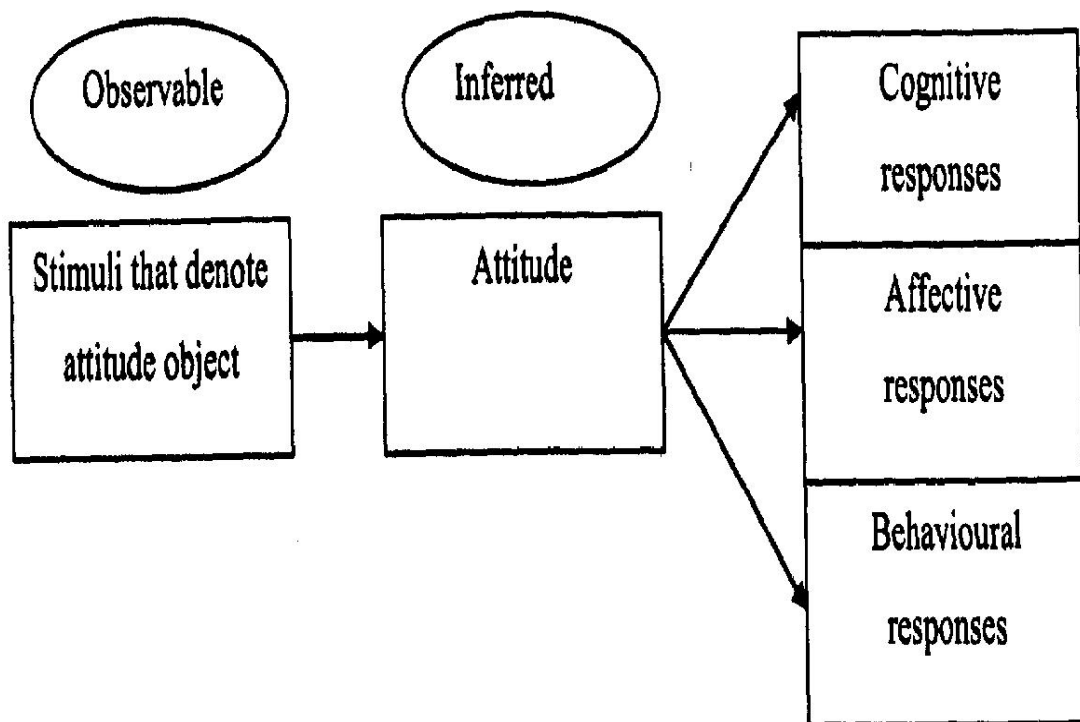 Observable
Inferred
Stimuli that denote
attitude object
Attitude
Cognitive
responses
Affective
responses
Behavioural
responses